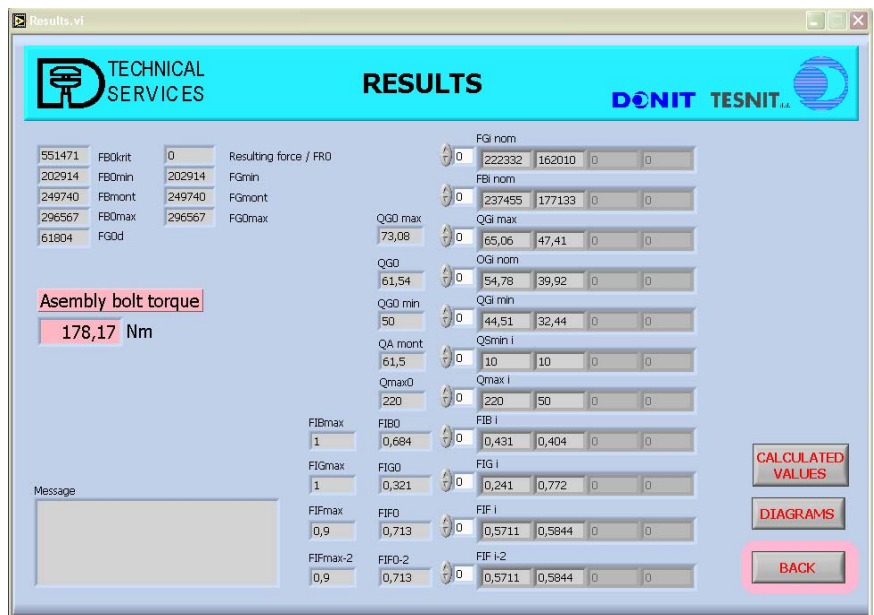 Results.vi
TECHNICAL
SERVICES
RESULTS
DONIT TESNIT d.d.
551471 FB0krit 0 Resulting force / FR0
202914 FB0min 202914 FGmin
249740 FBmont 249740 FGmont
296567 FB0max 296567 FG0max
61804 FG0d
Asembly bolt torque
178,17 Nm
Message
FGi nom
0 222332 162010 0 0
FBi nom
0 237455 177133 0 0
QG0 max QGi max
73,08 0 65,06 47,41 0 0
QG0 OGi nom
61,54 0 54,78 39,92 0 0
QG0 min QGi min
50 0 44,51 32,44 0 0
QA mont QSmin i
61,5 0 10 10 0 0
Qmax0 Qmax i
220 0 220 50 0 0
FIBmax FIB0 FIB i
1 0,684 0 0,431 0,404 0 0
FIGmax FIG0 FIG i
1 0,321 0 0,241 0,772 0 0
FIFmax FIF0 FIF i
0,9 0,713 0 0,5711 0,5844 0 0
FIFmax-2 FIF0-2 FIF i-2
0,9 0,713 0 0,5711 0,5844 0 0
CALCULATED
VALUES
DIAGRAMS
BACK